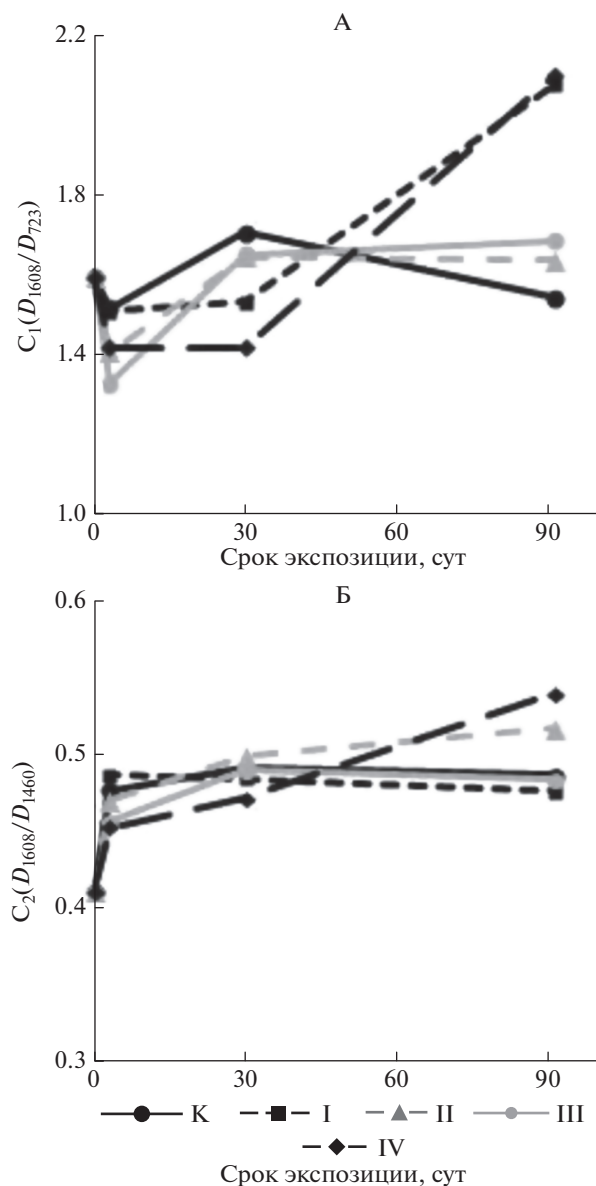 А
2.2
1.8
1.4
1.0
C₁(D₁₆₀₈/D₇₂₃)
0 30 60 90
Срок экспозиции, сут
Б
0.6
0.5
0.4
0.3
C₂(D₁₆₀₈/D₁₄₆₀)
0 30 60 90
К I II III
IV
Срок экспозиции, сут